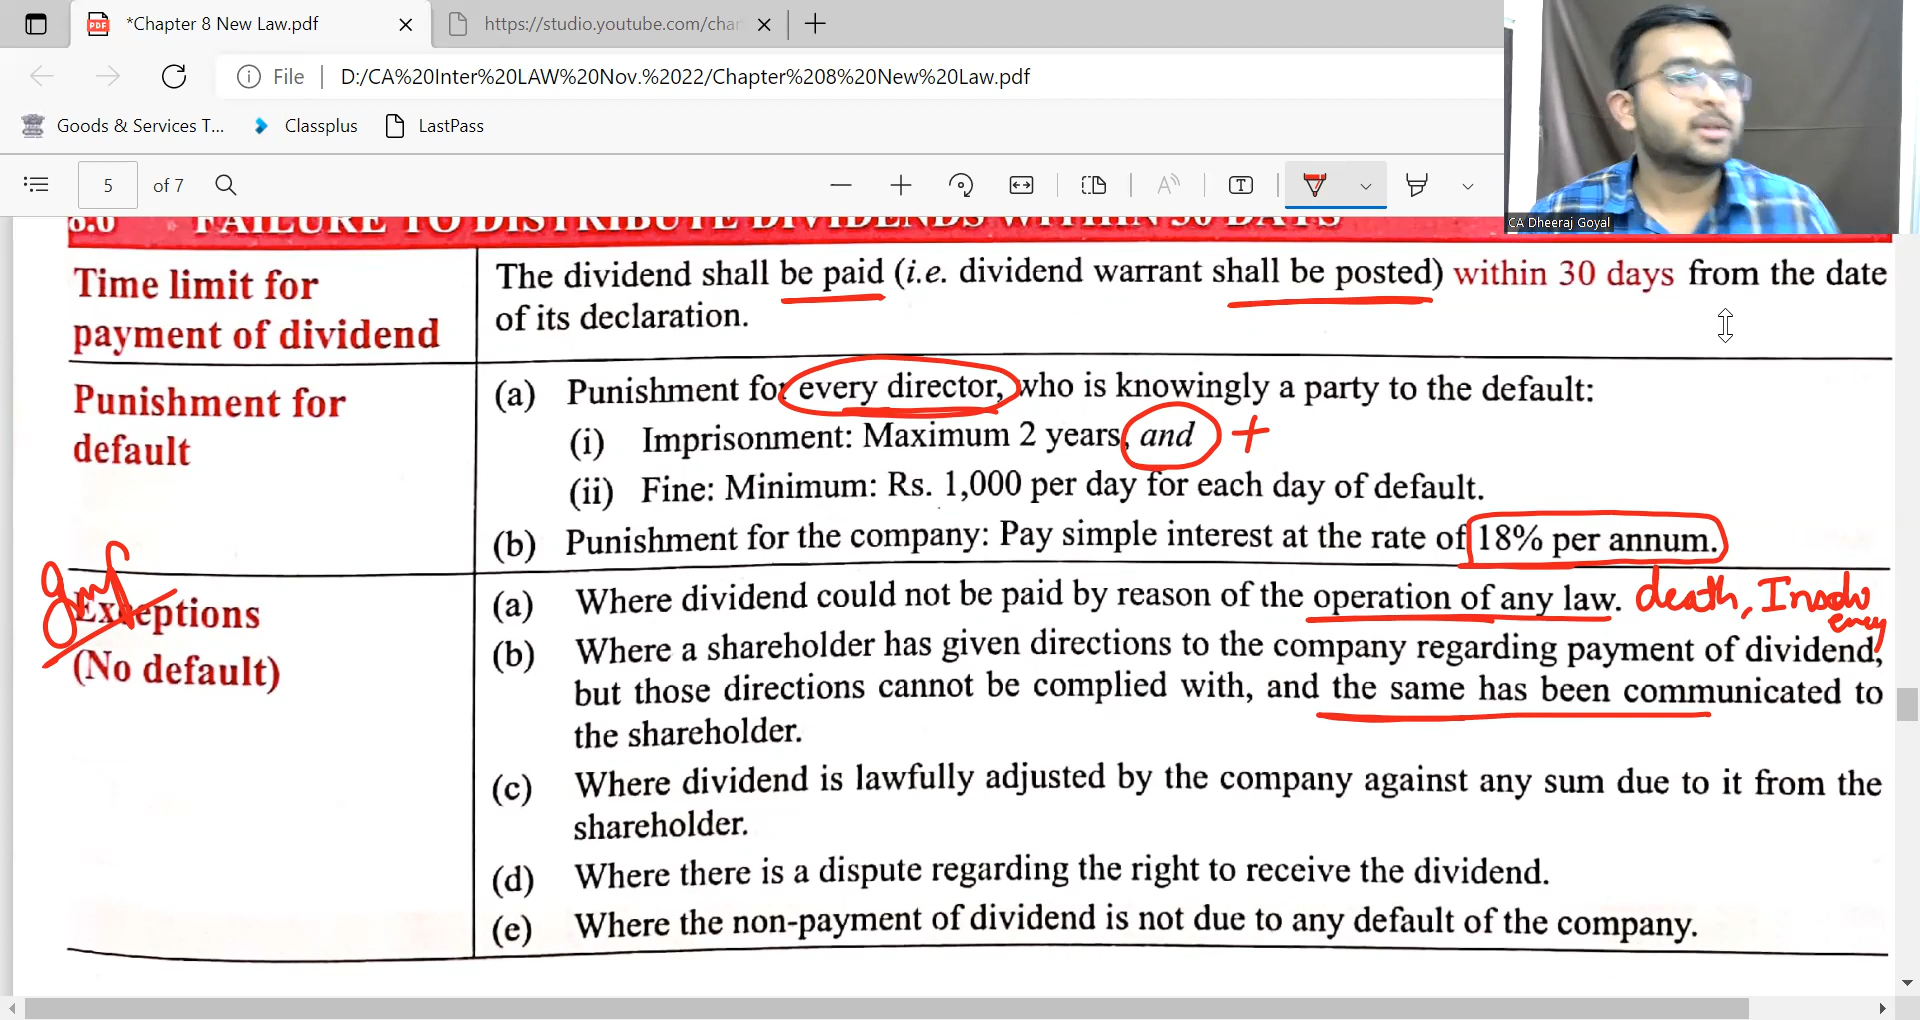 *Chapter 8 New Law.pdf
https://studio.youtube.com/char
File
D:/CA%20Inter%20LAW%20Nov.%2022/Chapter%208%20New%20Law.pdf
Goods & Services T...
Classplus
LastPass
5 of 7
CA Dheeraj Goyal
8.6 FAILURE TO DISTRIBUTE DIVIDENDS WITHIN 30 DAYS
Time limit for
payment of dividend
The dividend shall be paid (i.e. dividend warrant shall be posted) within 30 days from the date
of its declaration.
Punishment for
default
(a) Punishment for every director, who is knowingly a party to the default:
(i) Imprisonment: Maximum 2 years, and +
(ii) Fine: Minimum: Rs. 1,000 per day for each day of default.
(b) Punishment for the company: Pay simple interest at the rate of 18% per annum.
Exceptions
(No default)
(a) Where dividend could not be paid by reason of the operation of any law. death, Insolvency
(b) Where a shareholder has given directions to the company regarding payment of dividend,
but those directions cannot be complied with, and the same has been communicated to
the shareholder.
(c) Where dividend is lawfully adjusted by the company against any sum due to it from the
shareholder.
(d) Where there is a dispute regarding the right to receive the dividend.
(e) Where the non-payment of dividend is not due to any default of the company.